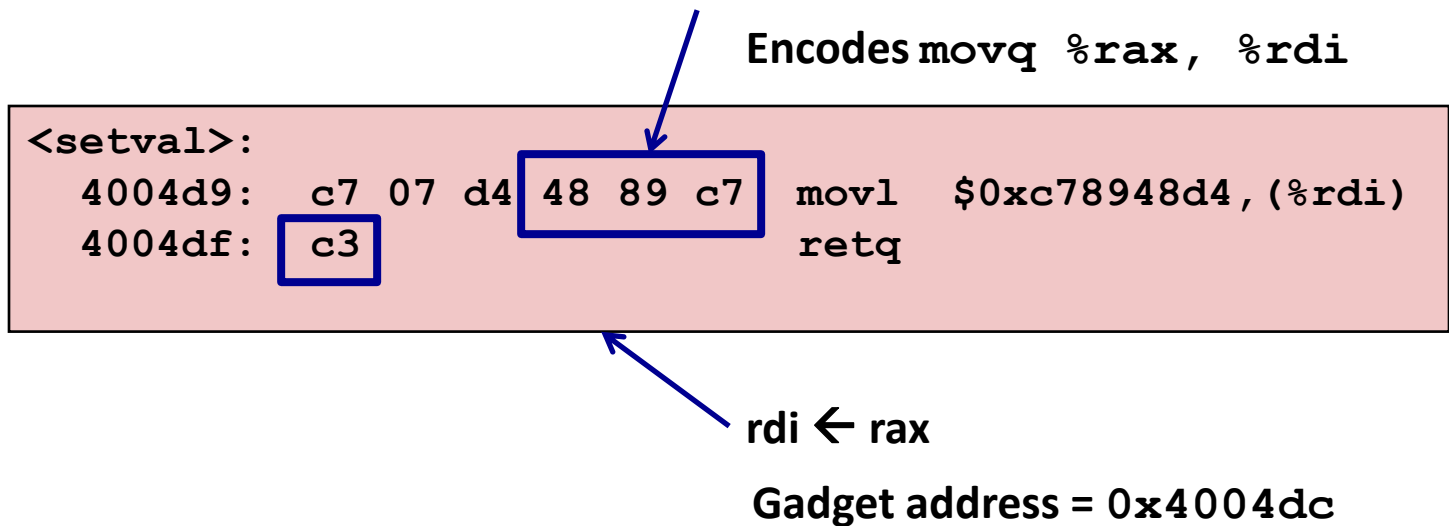 Encodes movq %rax, %rdi
<setval>:
4004d9: c7 07 d4 48 89 c7 movl $0xc78948d4,(%rdi)
4004df: c3 retq
rdi ← rax
Gadget address = 0x4004dc